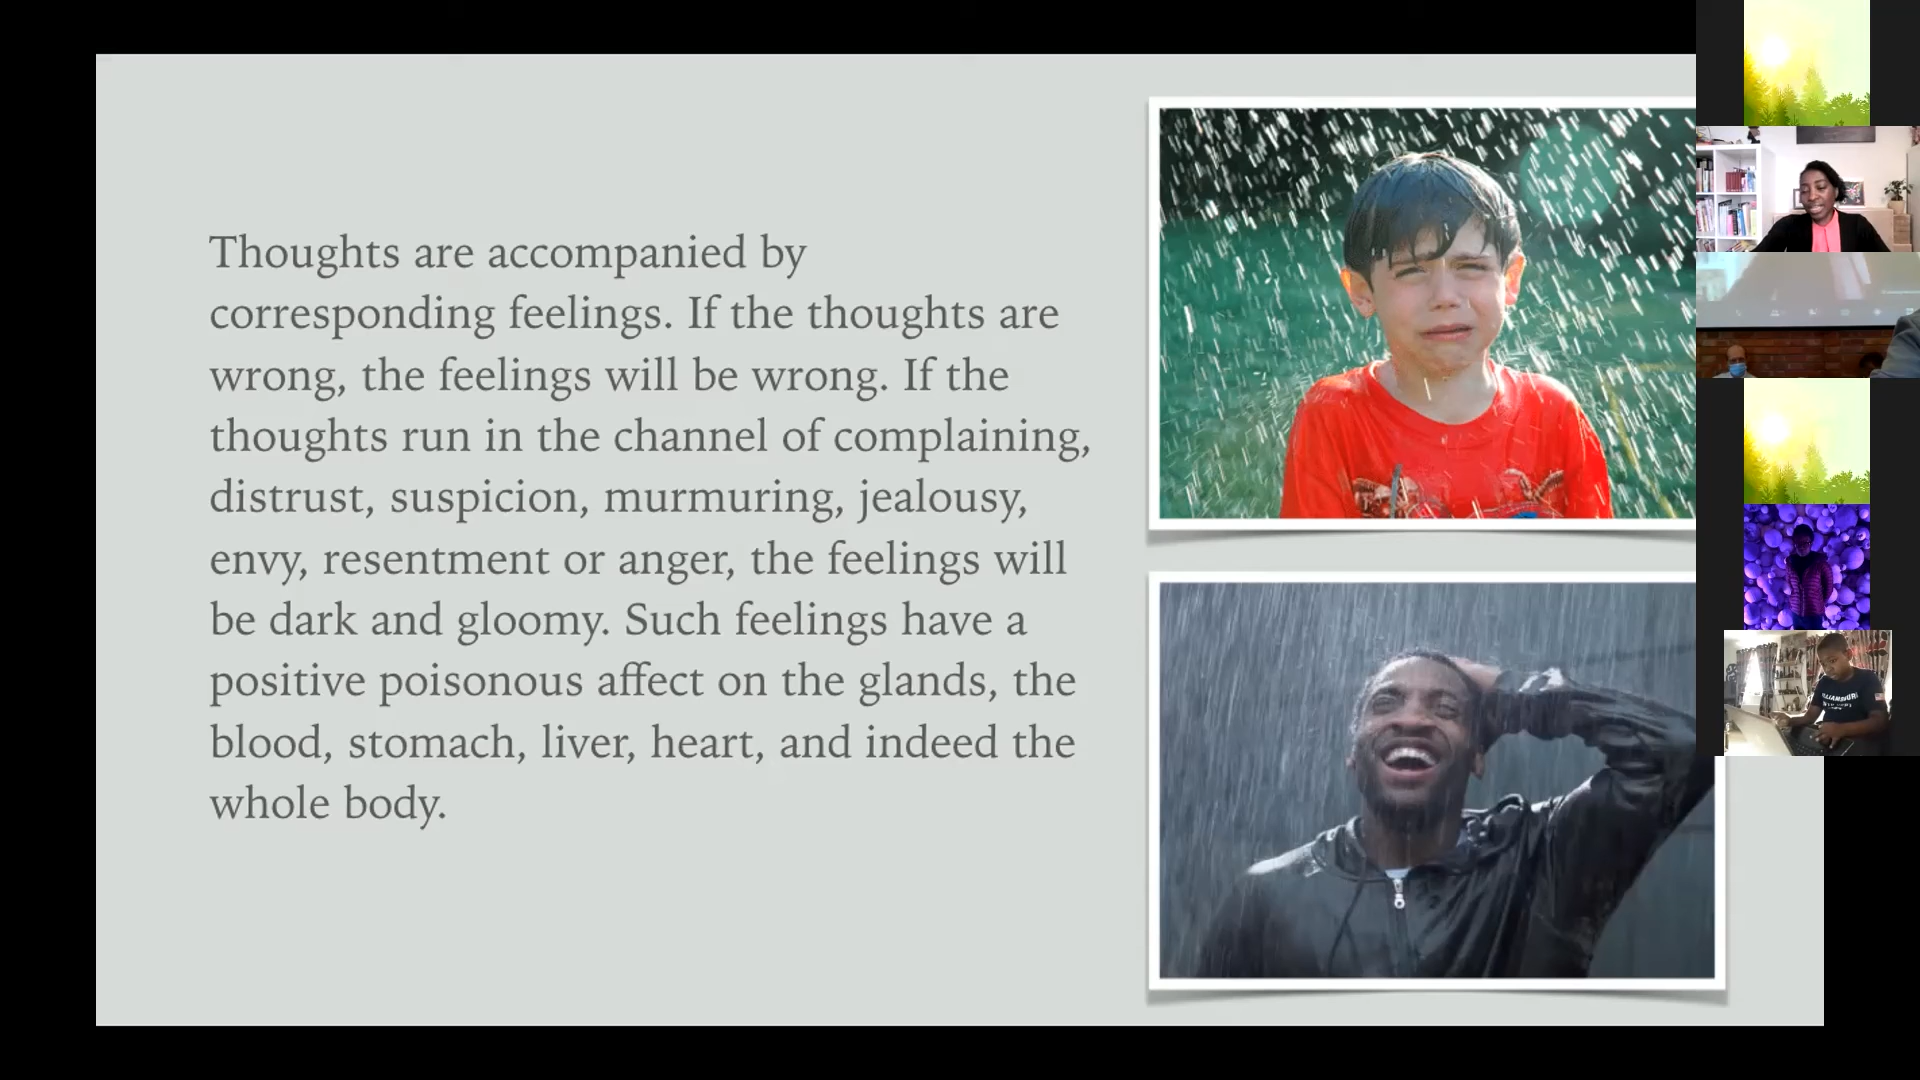 Thoughts are accompanied by
corresponding feelings. If the thoughts are
wrong, the feelings will be wrong. If the
thoughts run in the channel of complaining,
distrust, suspicion, murmuring, jealousy,
envy, resentment or anger, the feelings will
be dark and gloomy. Such feelings have a
positive poisonous affect on the glands, the
blood, stomach, liver, heart, and indeed the
whole body.